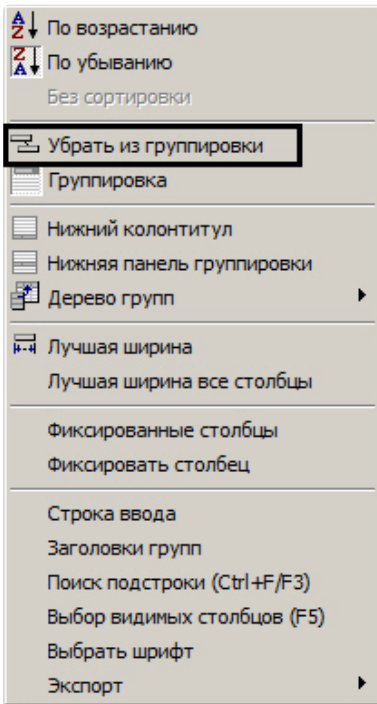 По возрастанию
По убыванию
Без сортировки
Убрать из группировки
Группировка
Нижний колонтитул
Нижняя панель группировки
Дерево групп
Лучшая ширина
Лучшая ширина все столбцы
Фиксированные столбцы
Фиксировать столбец
Строка ввода
Заголовки групп
Поиск подстроки (Ctrl+F/F3)
Выбор видимых столбцов (F5)
Выбрать шрифт
Экспорт